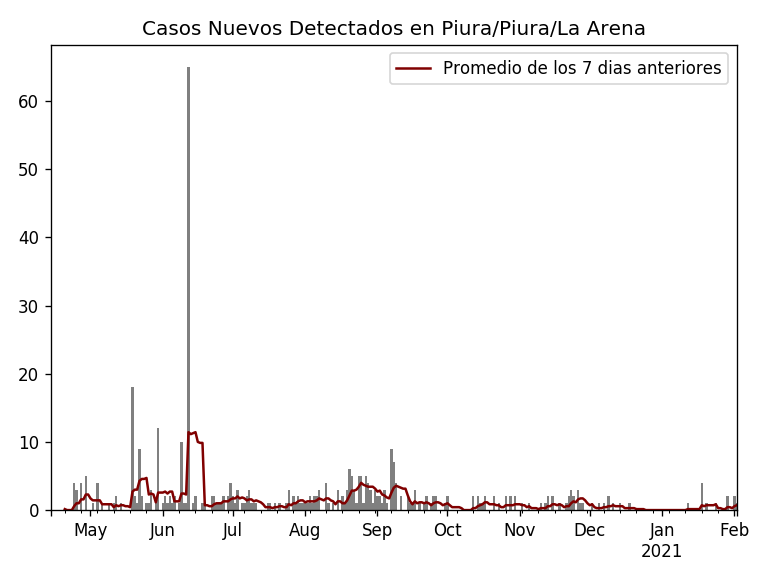 Casos Nuevos Detectados en Piura/Piura/La Arena
Promedio de los 7 dias anteriores
60
50
40
30
20
10
0
May Jun Jul Aug Sep Oct Nov Dec Jan Feb
2021